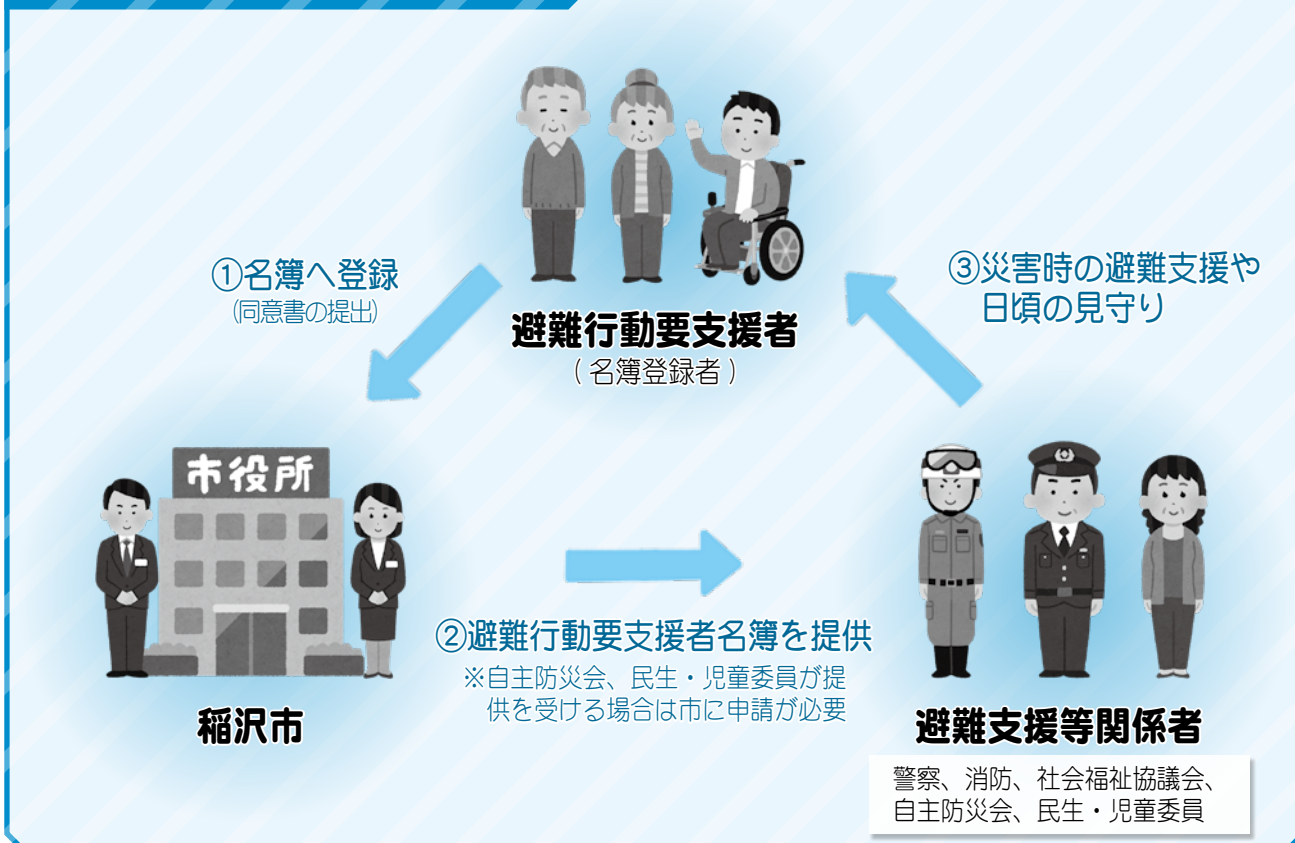 避難行動要支援者
(名簿登録者)
①名簿へ登録
(同意書の提出)
③災害時の避難支援や
日頃の見守り
市役所
稲沢市
②避難行動要支援者名簿を提供
※自主防災会、民生・児童委員が提
供を受ける場合は市に申請が必要
避難支援等関係者
警察、消防、社会福祉協議会、
自主防災会、民生・児童委員